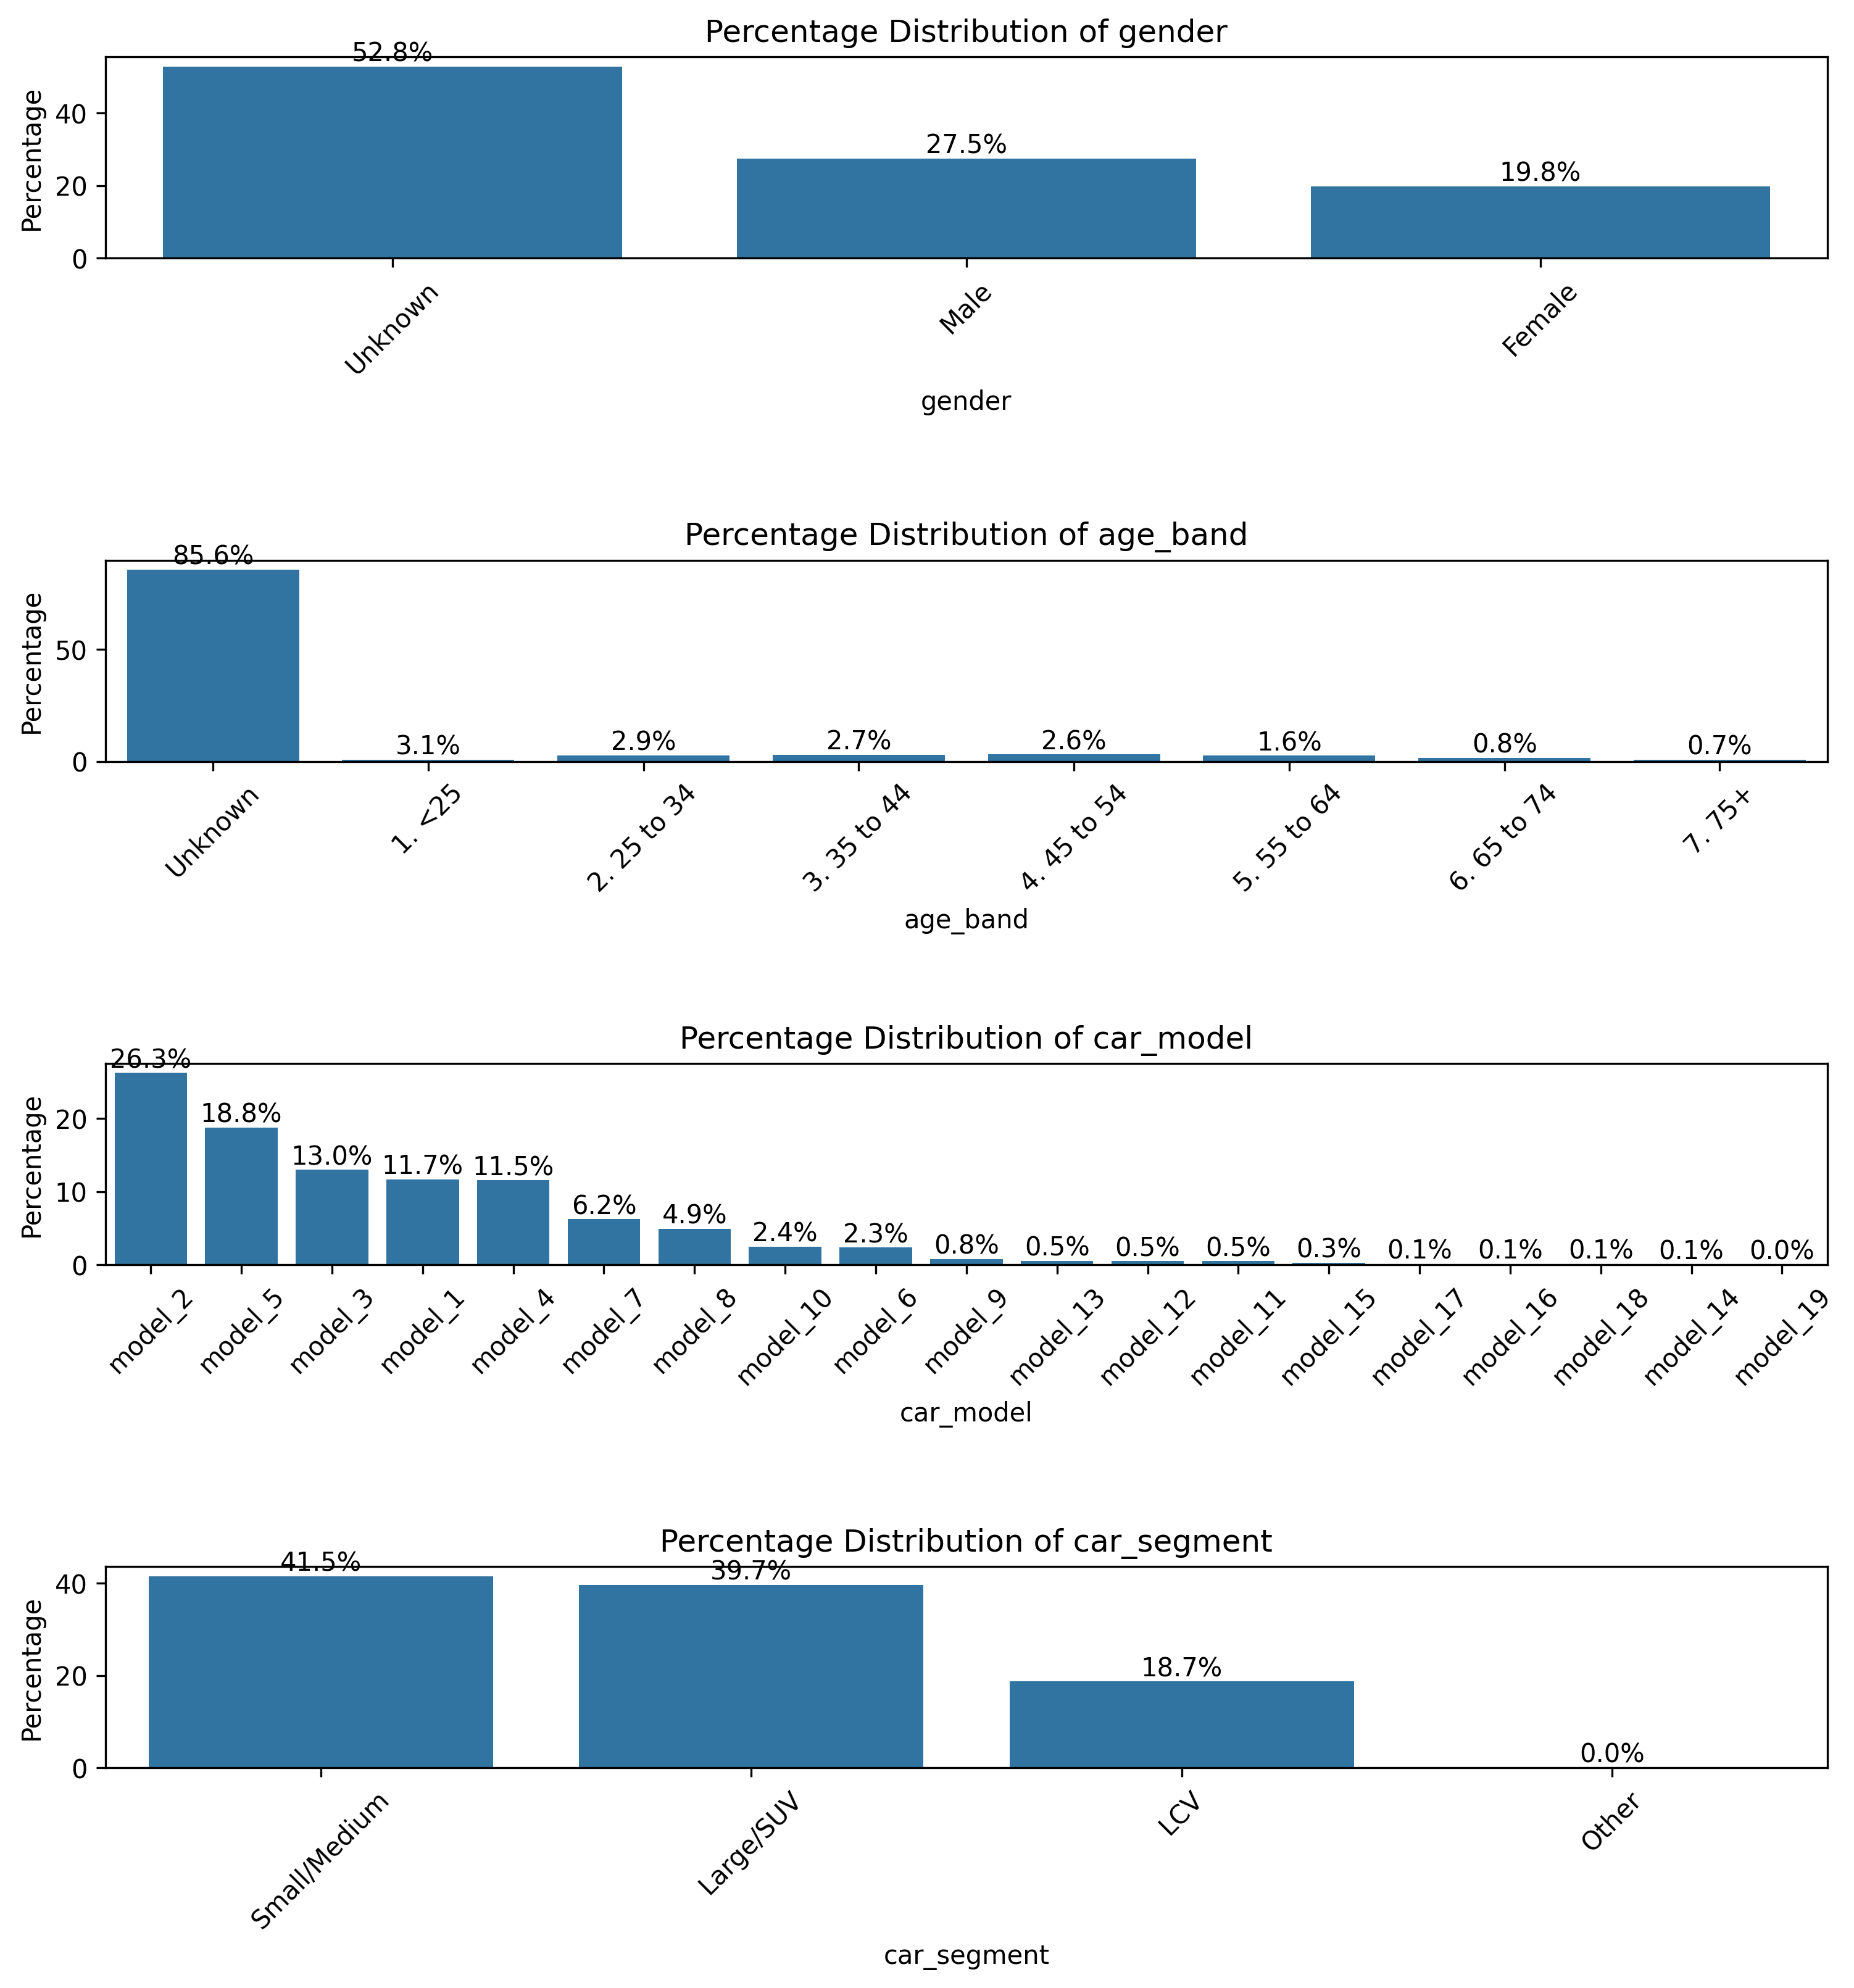 Percentage Distribution of gender
52.8%
27.5%
19.8%
Percentage
40
20
0
Unknown
Male
Female
gender
Percentage Distribution of age_band
85.6%
3.1%
2.9%
2.7%
2.6%
1.6%
0.8%
0.7%
Percentage
50
0
Unknown
1. <25
2. 25 to 34
3. 35 to 44
4. 45 to 54
5. 55 to 64
6. 65 to 74
7. 75+
age_band
Percentage Distribution of car_model
26.3%
18.8%
13.0%
11.7%
11.5%
6.2%
4.9%
2.4%
2.3%
0.8%
0.5%
0.5%
0.5%
0.3%
0.1%
0.1%
0.1%
0.1%
0.0%
Percentage
20
10
0
model_2
model_5
model_3
model_1
model_4
model_7
model_8
model_10
model_6
model_9
model_13
model_12
model_11
model_15
model_17
model_16
model_18
model_14
model_19
car_model
Percentage Distribution of car_segment
41.5%
39.7%
18.7%
0.0%
Percentage
40
20
0
Small/Medium
Large/SUV
LCV
Other
car_segment